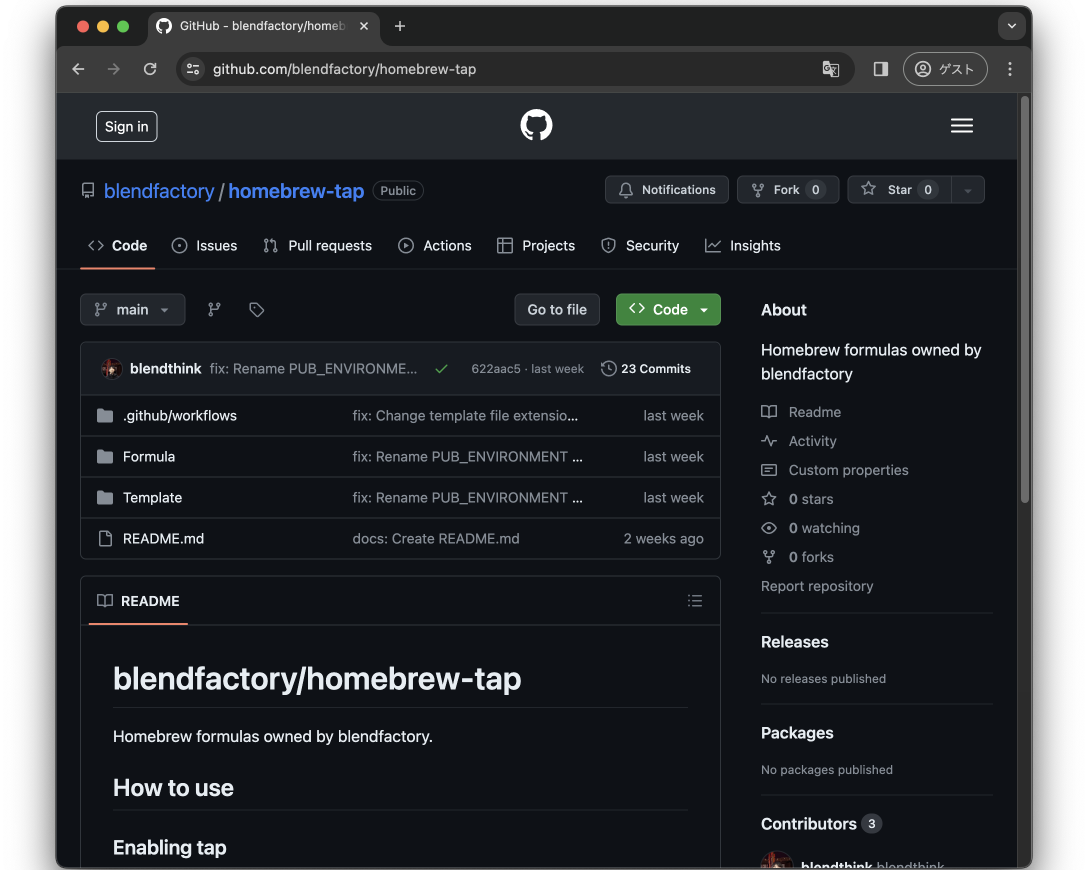 GitHub - blendfactory/homeb
github.com/blendfactory/homebrew-tap
ゲスト
Sign in
blendfactory / homebrew-tap Public
Notifications
Fork 0
Star 0
Code
Issues
Pull requests
Actions
Projects
Security
Insights
main
Go to file
Code
blendthink fix: Rename PUB_ENVIRONME... 622aac5 · last week 23 Commits
.github/workflows fix: Change template file extensio... last week
Formula fix: Rename PUB_ENVIRONMENT ... last week
Template fix: Rename PUB_ENVIRONMENT ... last week
README.md docs: Create README.md 2 weeks ago
README
blendfactory/homebrew-tap
Homebrew formulas owned by blendfactory.
How to use
Enabling tap
About
Homebrew formulas owned by
blendfactory
Readme
Activity
Custom properties
0 stars
0 watching
0 forks
Report repository
Releases
No releases published
Packages
No packages published
Contributors 3
blendthink blendthink